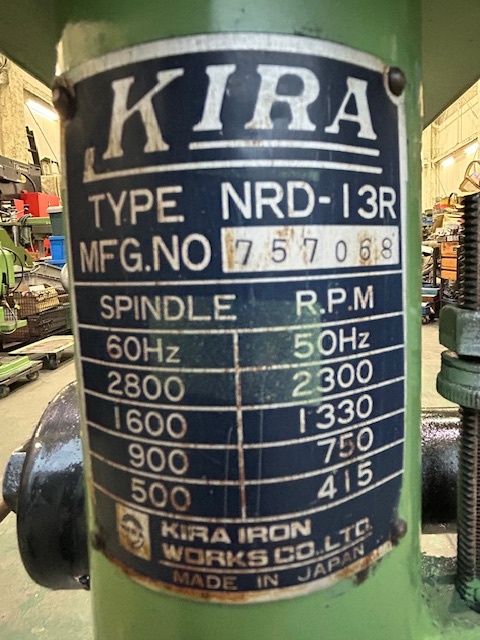 KIRA
TYPE NRD-13R
MFG.NO 757068
SPINDLE R.P.M
60Hz 50Hz
2800 2300
1600 1330
900 750
500 415
KIRA IRON
WORKS CO.,LTD.
MADE IN JAPAN